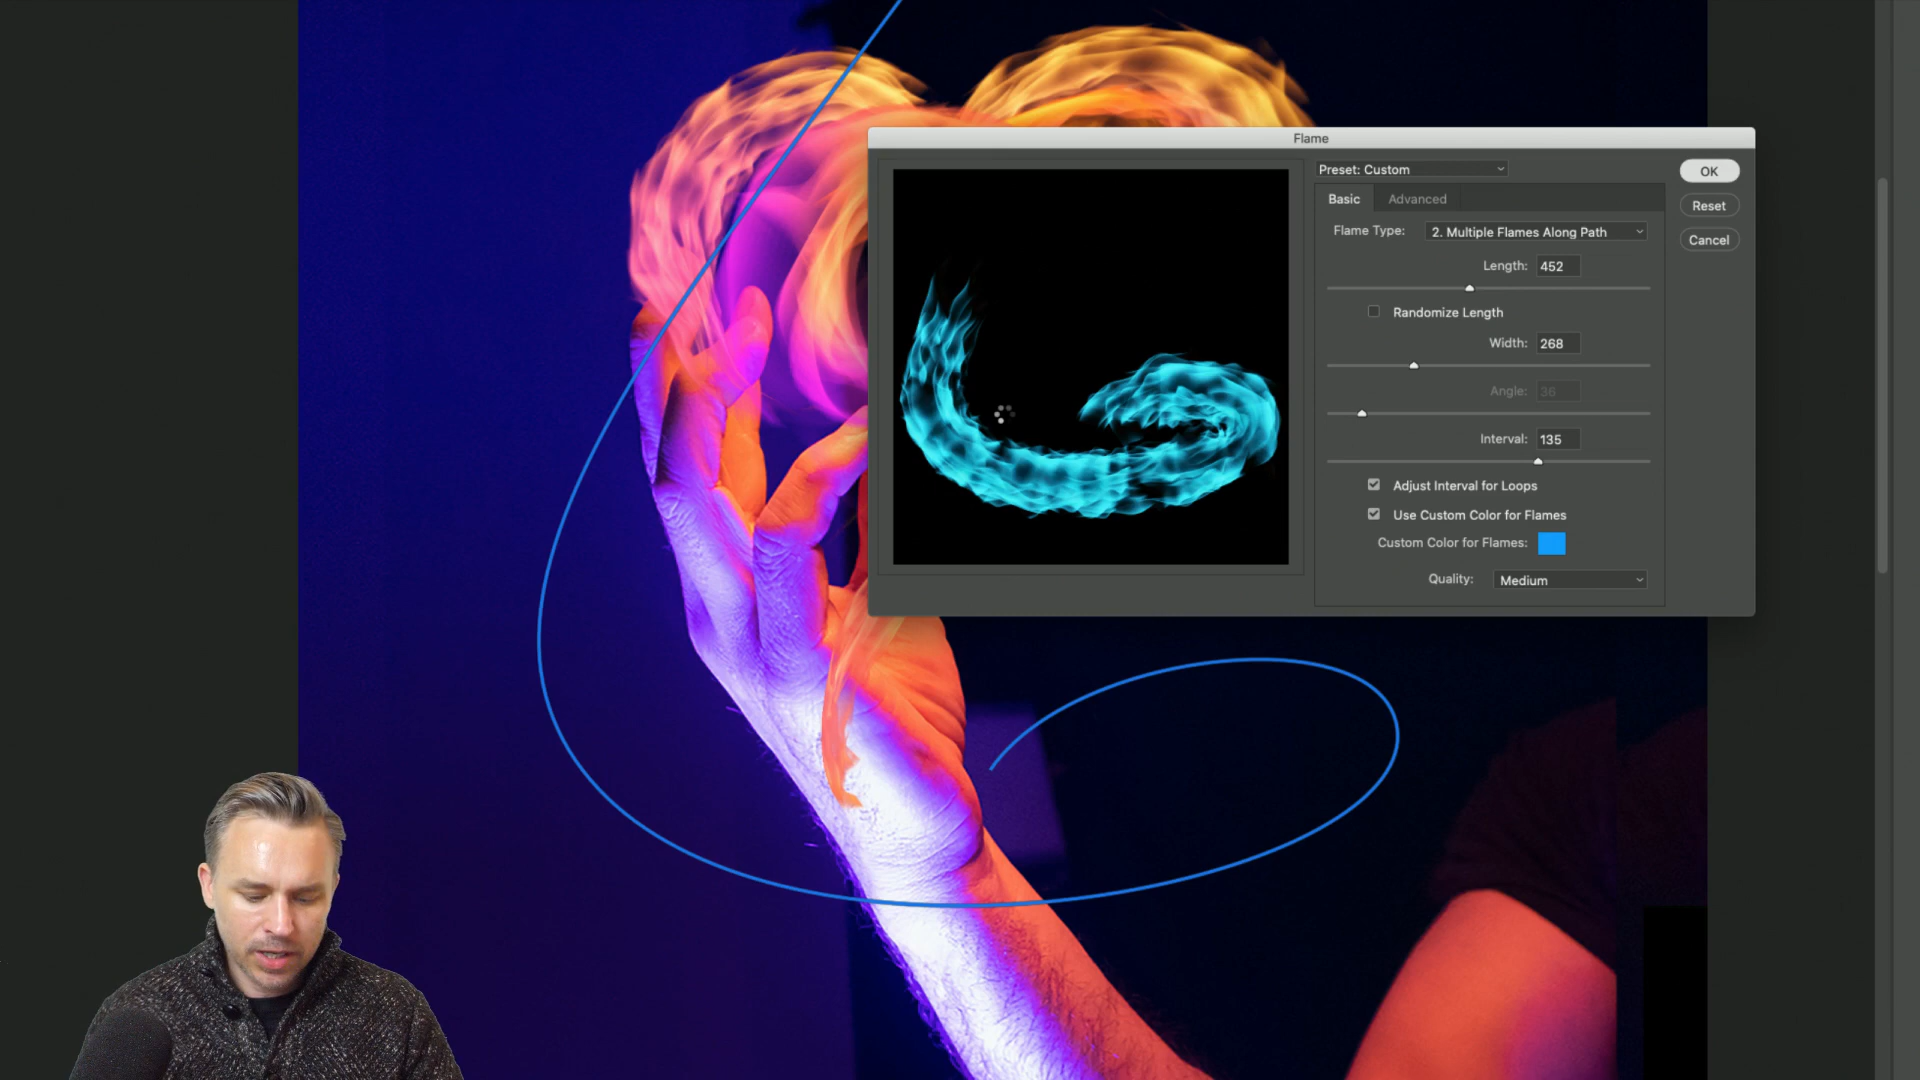 Flame
Preset: Custom
OK
Basic
Advanced
Reset
Flame Type:
2. Multiple Flames Along Path
Cancel
Length:
452
Randomize Length
Width:
268
Angle:
36
Interval:
135
Adjust Interval for Loops
Use Custom Color for Flames
Custom Color for Flames:
Quality:
Medium